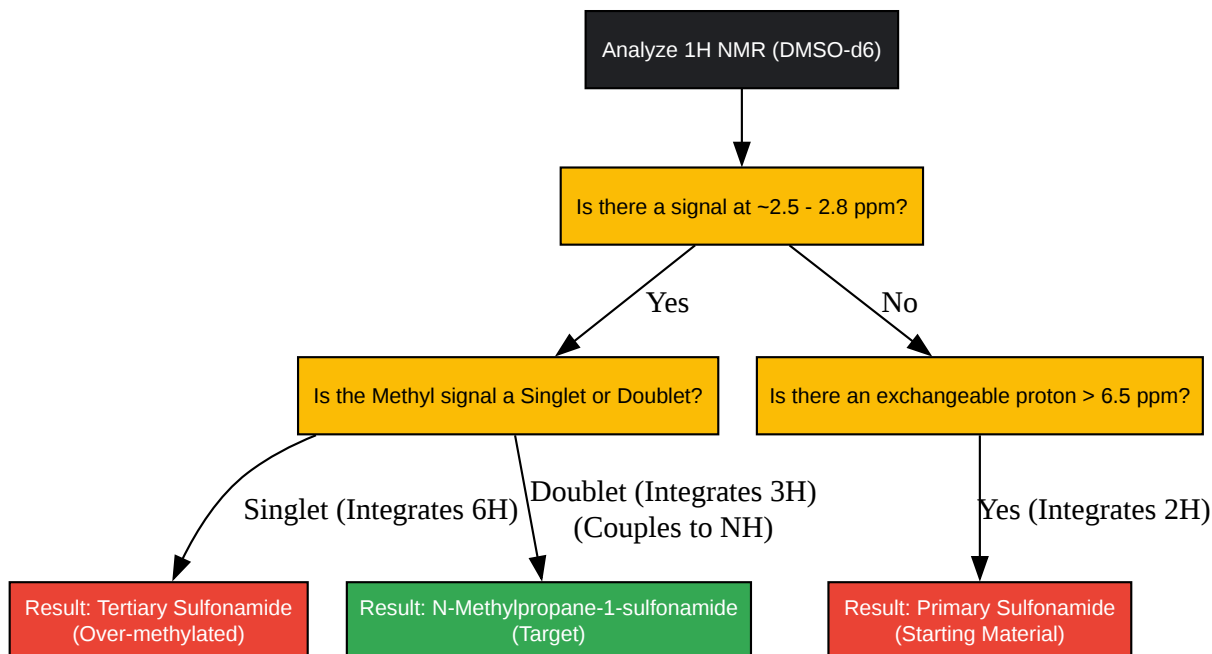 Analyze 1H NMR (DMSO-d6)
Is there a signal at ~2.5 - 2.8 ppm?
Yes
No
Is the Methyl signal a Singlet or Doublet?
Is there an exchangeable proton > 6.5 ppm?
Singlet (Integrates 6H)
Doublet (Integrates 3H)
(Couples to NH)
Yes (Integrates 2H)
Result: Tertiary Sulfonamide
(Over-methylated)
Result: N-Methylpropane-1-sulfonamide
(Target)
Result: Primary Sulfonamide
(Starting Material)